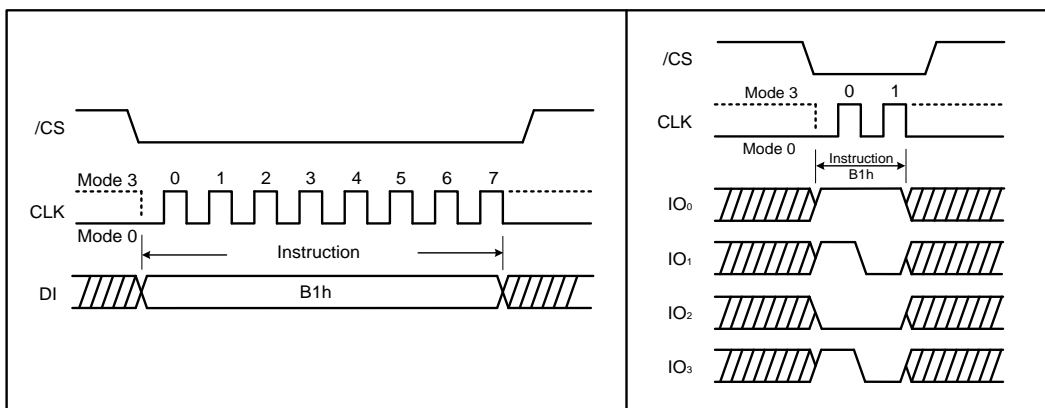 /CS
Mode 3
0 1 2 3 4 5 6 7
CLK
Mode 0
Instruction
DI
B1h
/CS
Mode 3
0 1
CLK
Mode 0
Instruction
B1h
IO₀
IO₁
IO₂
IO₃